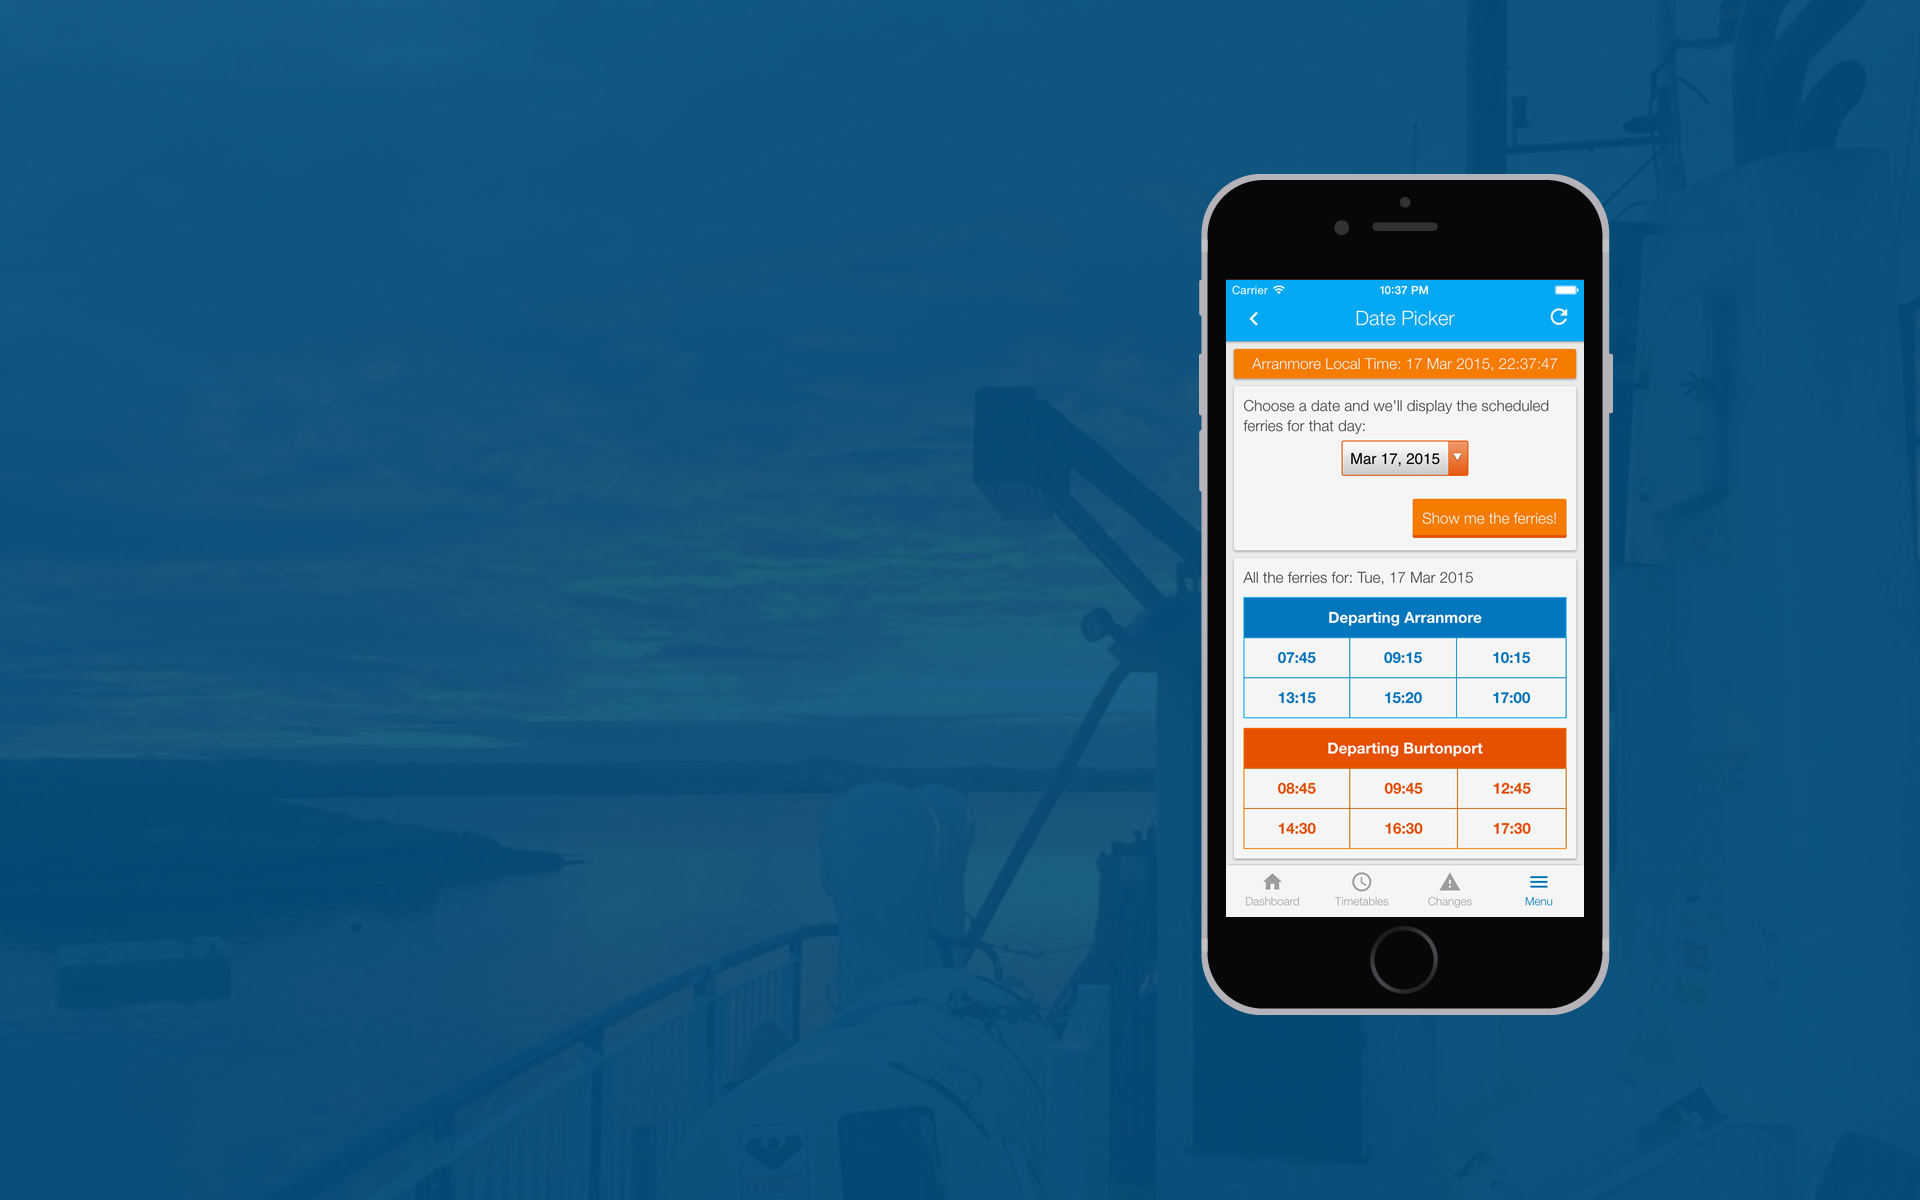 Carrier
10:37 PM
Date Picker
Arranmore Local Time: 17 Mar 2015, 22:37:47
Choose a date and we'll display the scheduled
ferries for that day:
Mar 17, 2015
Show me the ferries!
All the ferries for: Tue, 17 Mar 2015
Departing Arranmore
07:45 09:15 10:15
13:15 15:20 17:00
Departing Burtonport
08:45 09:45 12:45
14:30 16:30 17:30
Dashboard Timetables Changes Menu